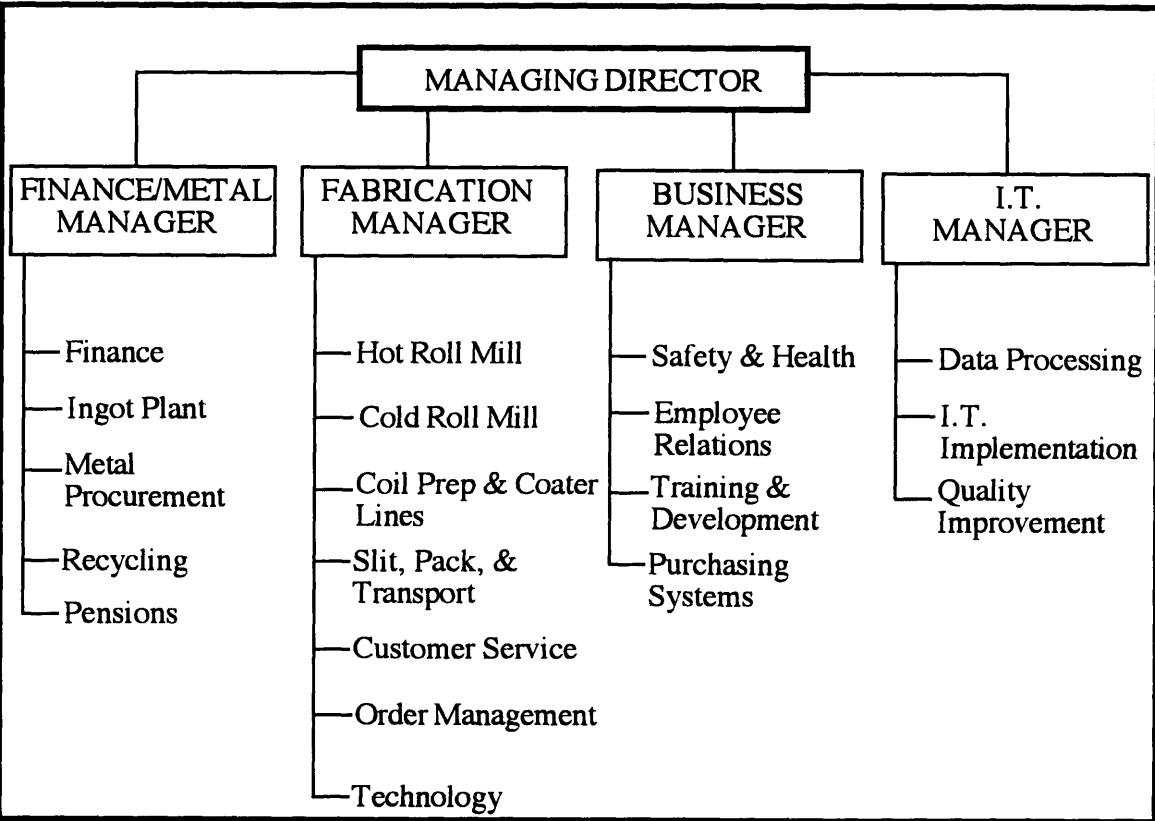 MANAGING DIRECTOR
FINANCE/METAL
MANAGER
FABRICATION
MANAGER
BUSINESS
MANAGER
I.T.
MANAGER
Finance
Ingot Plant
Metal
Procurement
Recycling
Pensions
Hot Roll Mill
Cold Roll Mill
Coil Prep & Coater
Lines
Slit, Pack, &
Transport
Customer Service
Order Management
Technology
Safety & Health
Employee
Relations
Training &
Development
Purchasing
Systems
Data Processing
I.T.
Implementation
Quality
Improvement